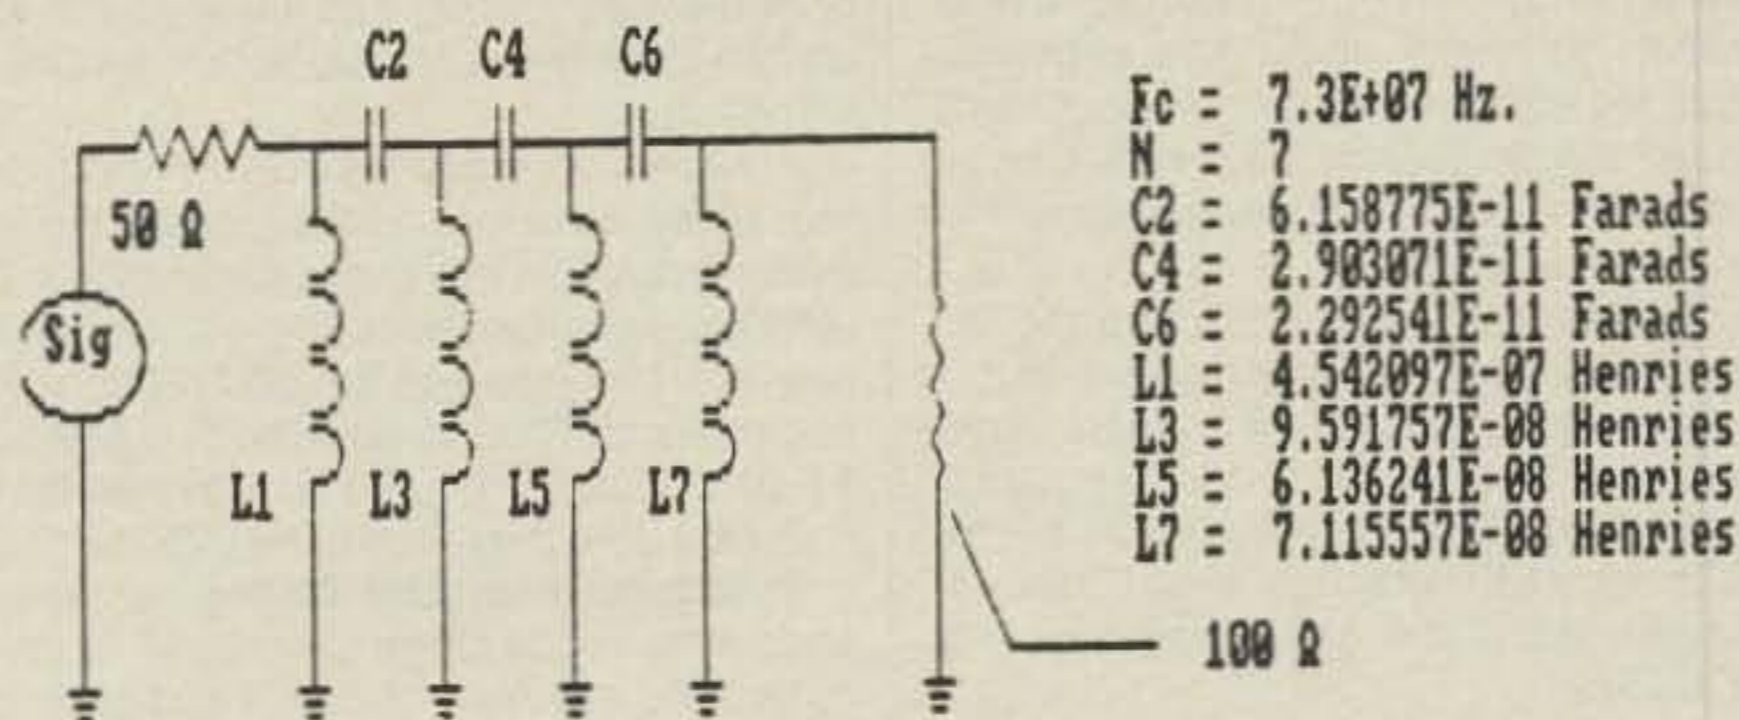 C2 C4 C6
50 Ω
Sig
L1 L3 L5 L7
Fc = 7.3E+07 Hz.
N = 7
C2 = 6.158775E-11 Farads
C4 = 2.903071E-11 Farads
C6 = 2.292541E-11 Farads
L1 = 4.542097E-07 Henries
L3 = 9.591757E-08 Henries
L5 = 6.136241E-08 Henries
L7 = 7.115557E-08 Henries
100 Ω